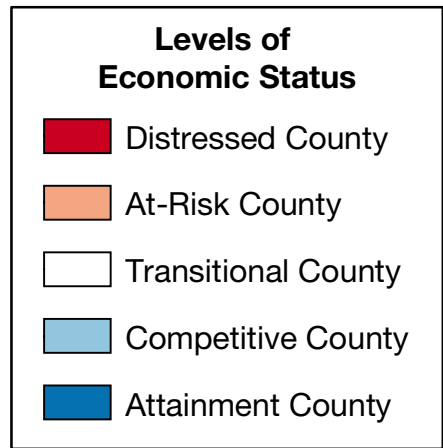 Levels of
Economic Status
Distressed County
At-Risk County
Transitional County
Competitive County
Attainment County